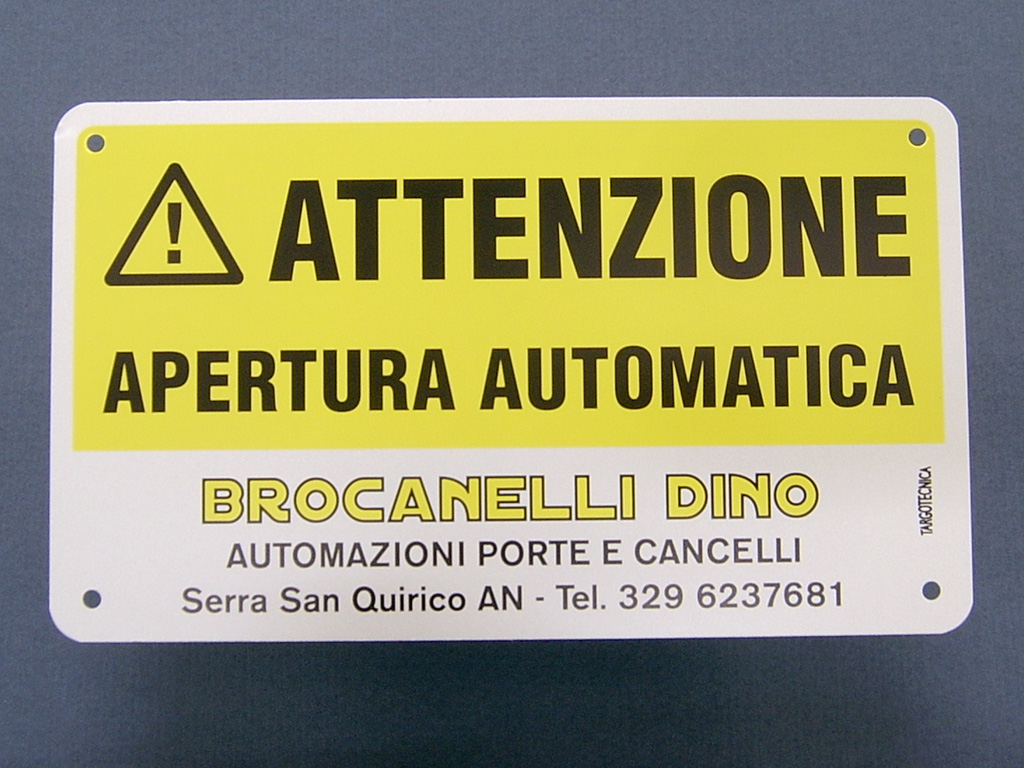 ATTENZIONE
APERTURA AUTOMATICA
BROCANELLI DINO
AUTOMAZIONI PORTE E CANCELLI
Serra San Quirico AN - Tel. 329 6237681
TARGOTECNICA